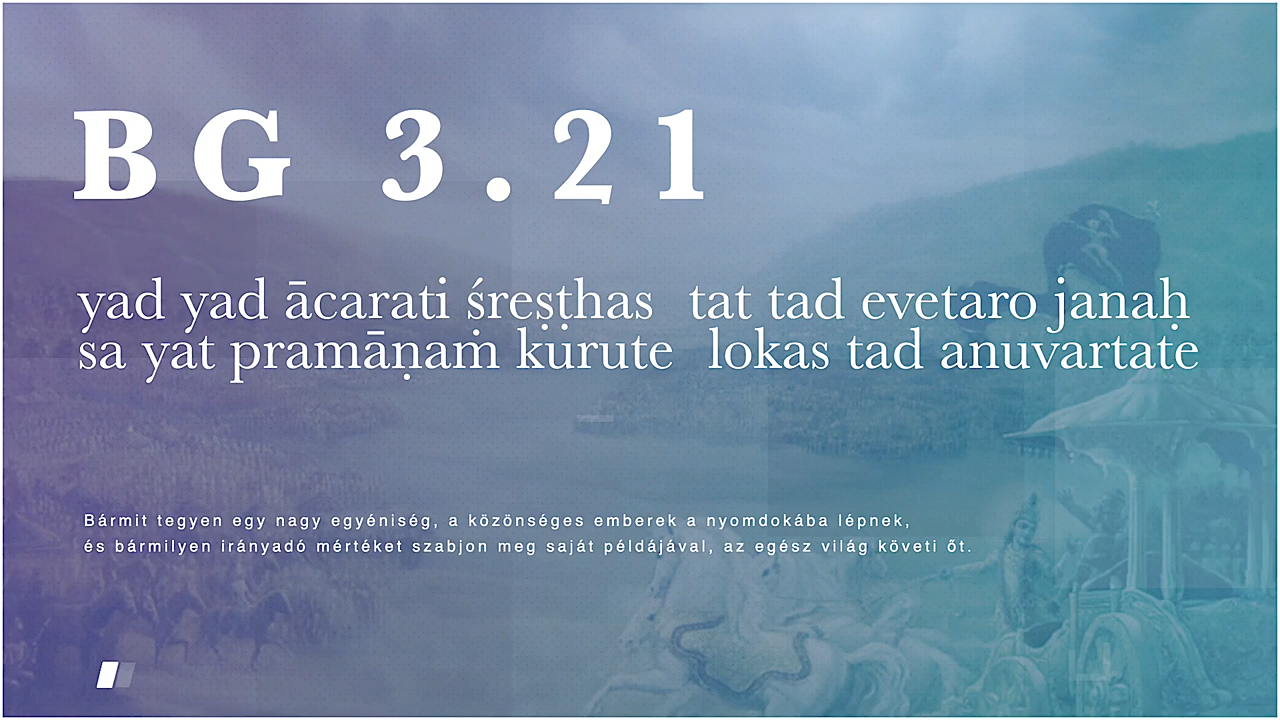 BG 3.21
yad yad ācarati śreṣṭhas tat tad evetaro janaḥ
sa yat pramāṇaṁ kurute lokas tad anuvartate
Bármit tegyen egy nagy egyéniség, a közönséges emberek a nyomdokába lépnek,
és bármilyen irányadó mértéket szabjon meg saját példájával, az egész világ követi őt.